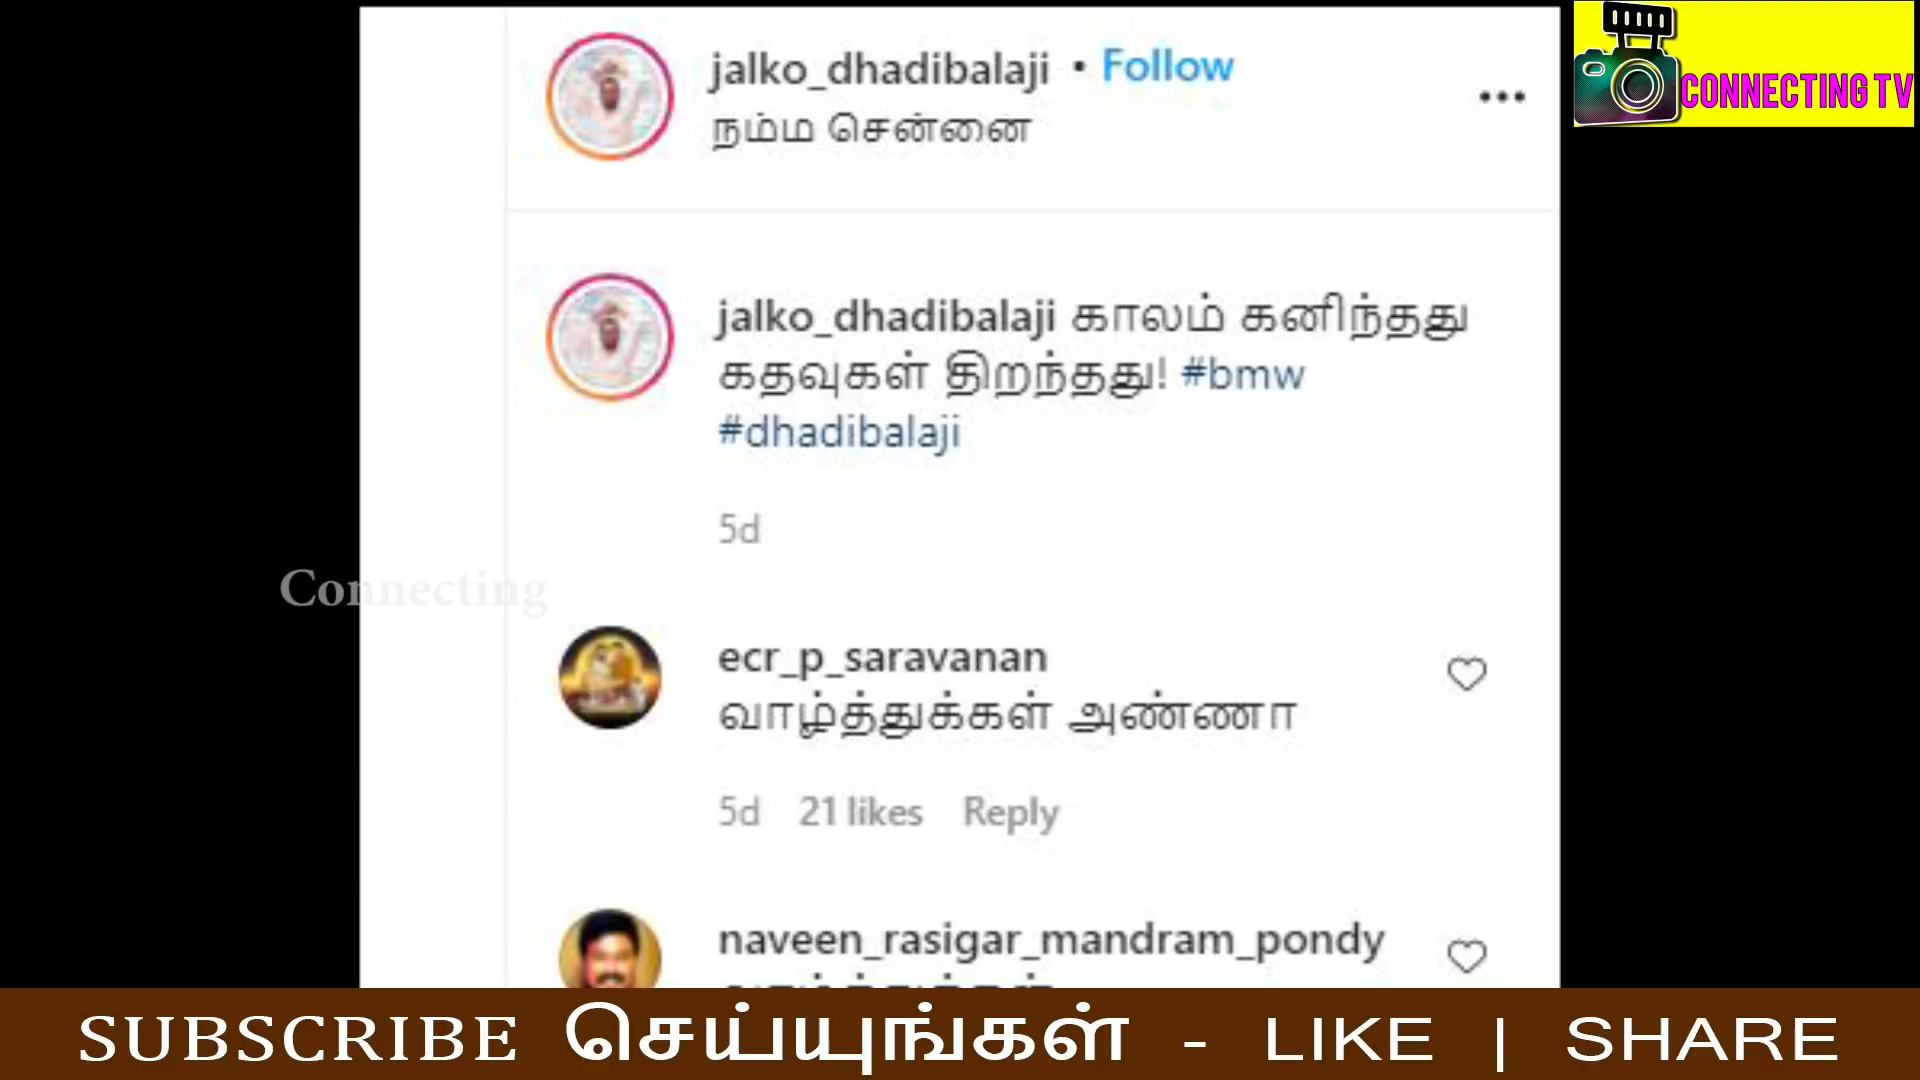 jalko_dhadibalaji • Follow
நம்ம சென்னை
CONNECTING TV
jalko_dhadibalaji காலம் கனிந்தது
கதவுகள் திறந்தது! #bmw
#dhadibalaji
5d
Connecting
ecr_p_saravanan
வாழ்த்துக்கள் அண்ணா
5d 21 likes Reply
naveen_rasigar_mandram_pondy
SUBSCRIBE செய்யுங்கள் - LIKE | SHARE